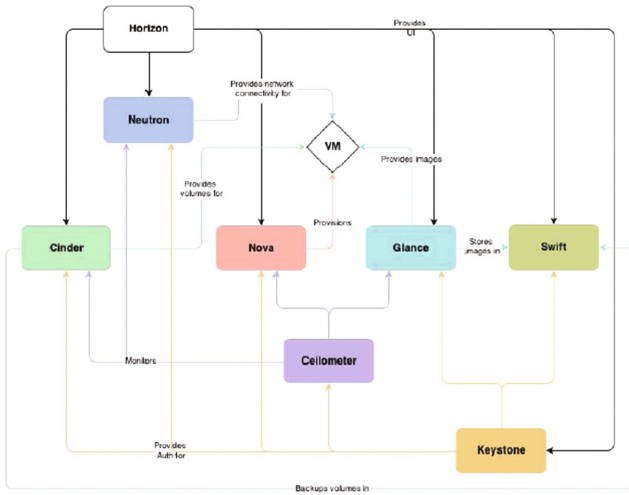 Horizon
Provides
UI
Provides network
connectivity for
Neutron
VM
Provides images
Provides
volumes for
Provisions
Cinder
Nova
Glance
Stores
images in
Swift
Monitors
Ceilometer
Provides
Auth for
Keystone
Backups volumes in